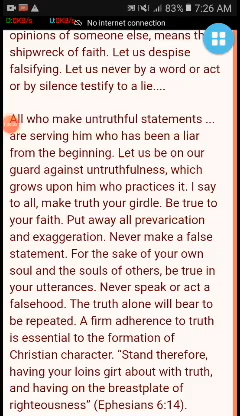 83% 7:26 AM
0:0KB/s U:0KB/s No internet connection
opinions of someone else, means th
shipwreck of faith. Let us despise
falsifying. Let us never by a word or act
or by silence testify to a lie....
All who make untruthful statements ...
are serving him who has been a liar
from the beginning. Let us be on our
guard against untruthfulness, which
grows upon him who practices it. I say
to all, make truth your girdle. Be true to
your faith. Put away all prevarication
and exaggeration. Never make a false
statement. For the sake of your own
soul and the souls of others, be true in
your utterances. Never speak or act a
falsehood. The truth alone will bear to
be repeated. A firm adherence to truth
is essential to the formation of
Christian character. “Stand therefore,
having your loins girt about with truth,
and having on the breastplate of
righteousness” (Ephesians 6:14).